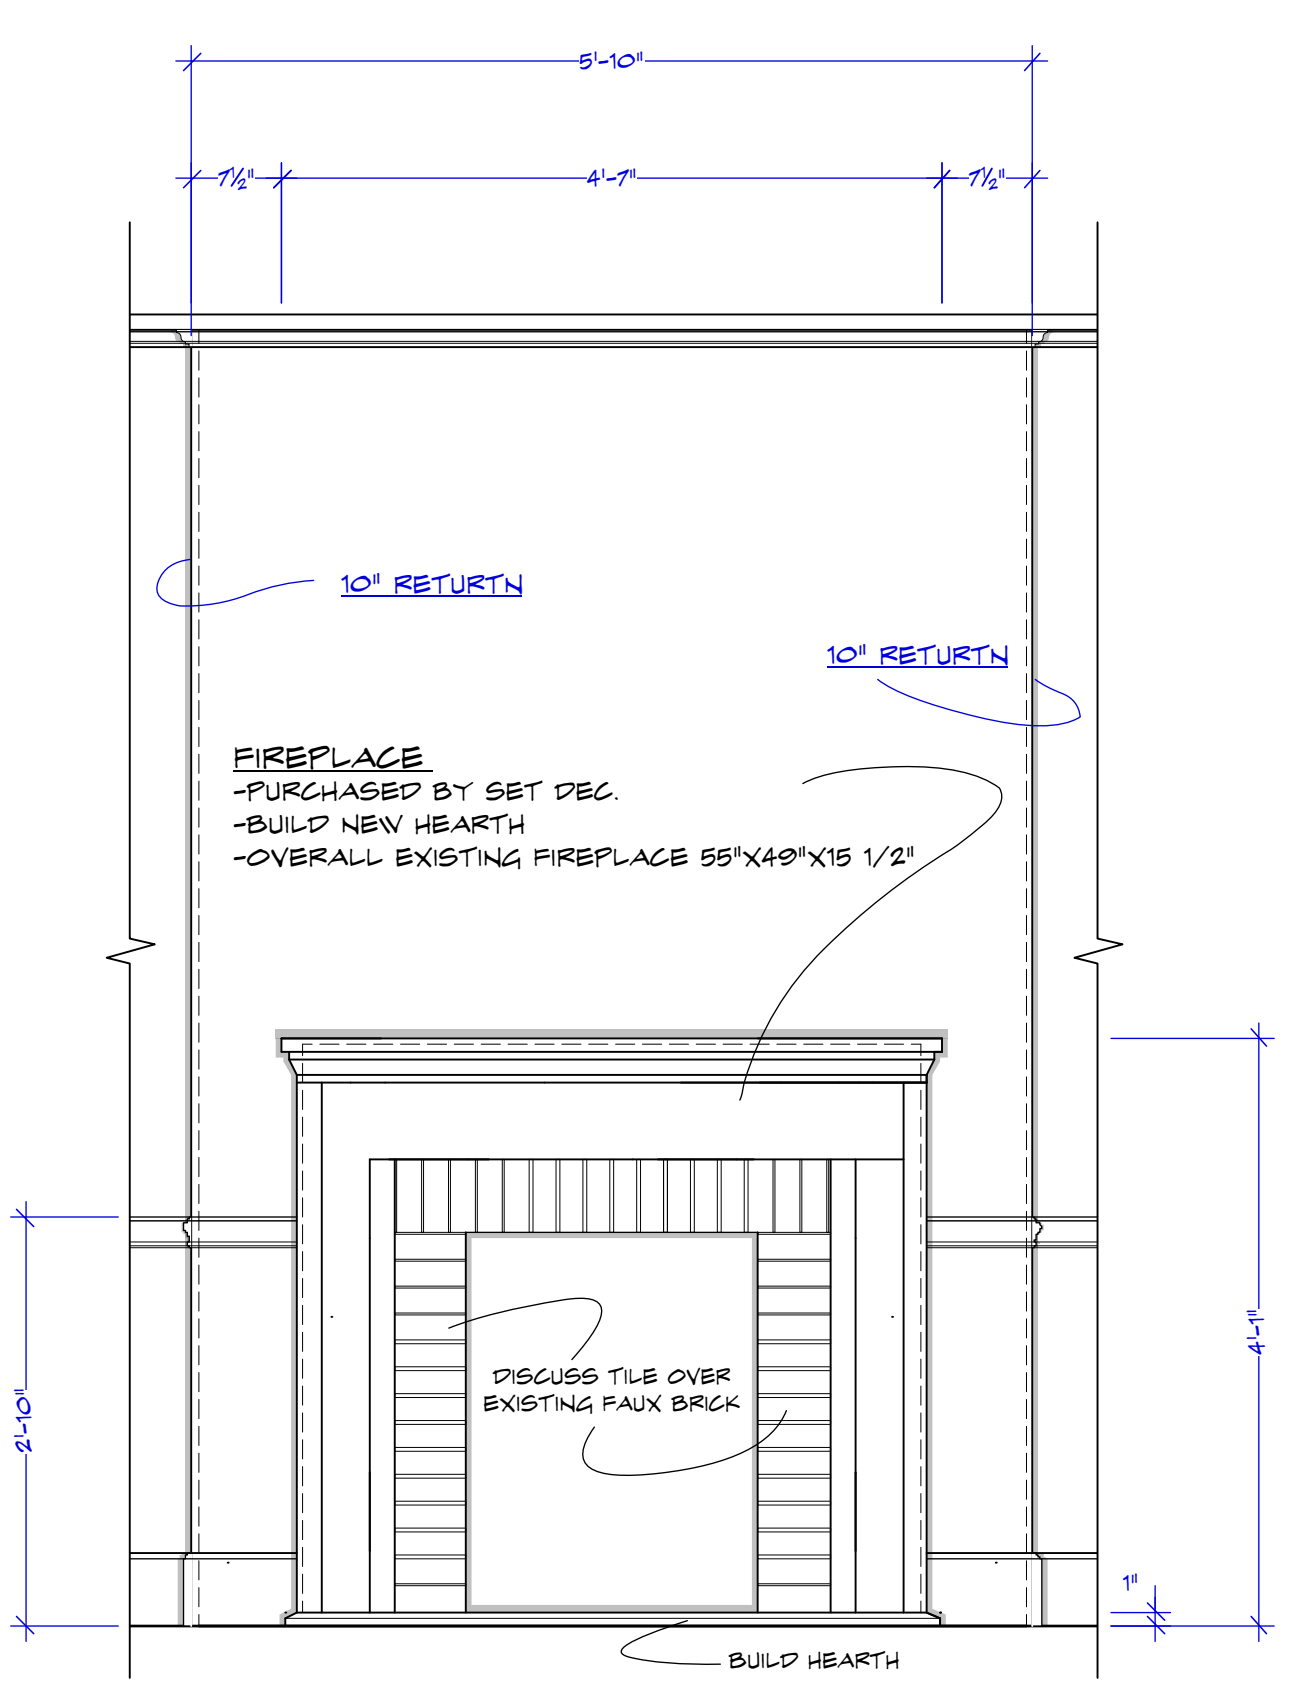 5'-10"
7½" 4'-7" 7½"
10" RETURTN
10" RETURTN
FIREPLACE
-PURCHASED BY SET DEC.
-BUILD NEW HEARTH
-OVERALL EXISTING FIREPLACE 55"X49"X15 1/2"
4'-1"
DISCUSS TILE OVER
EXISTING FAUX BRICK
2'-10"
1"
BUILD HEARTH